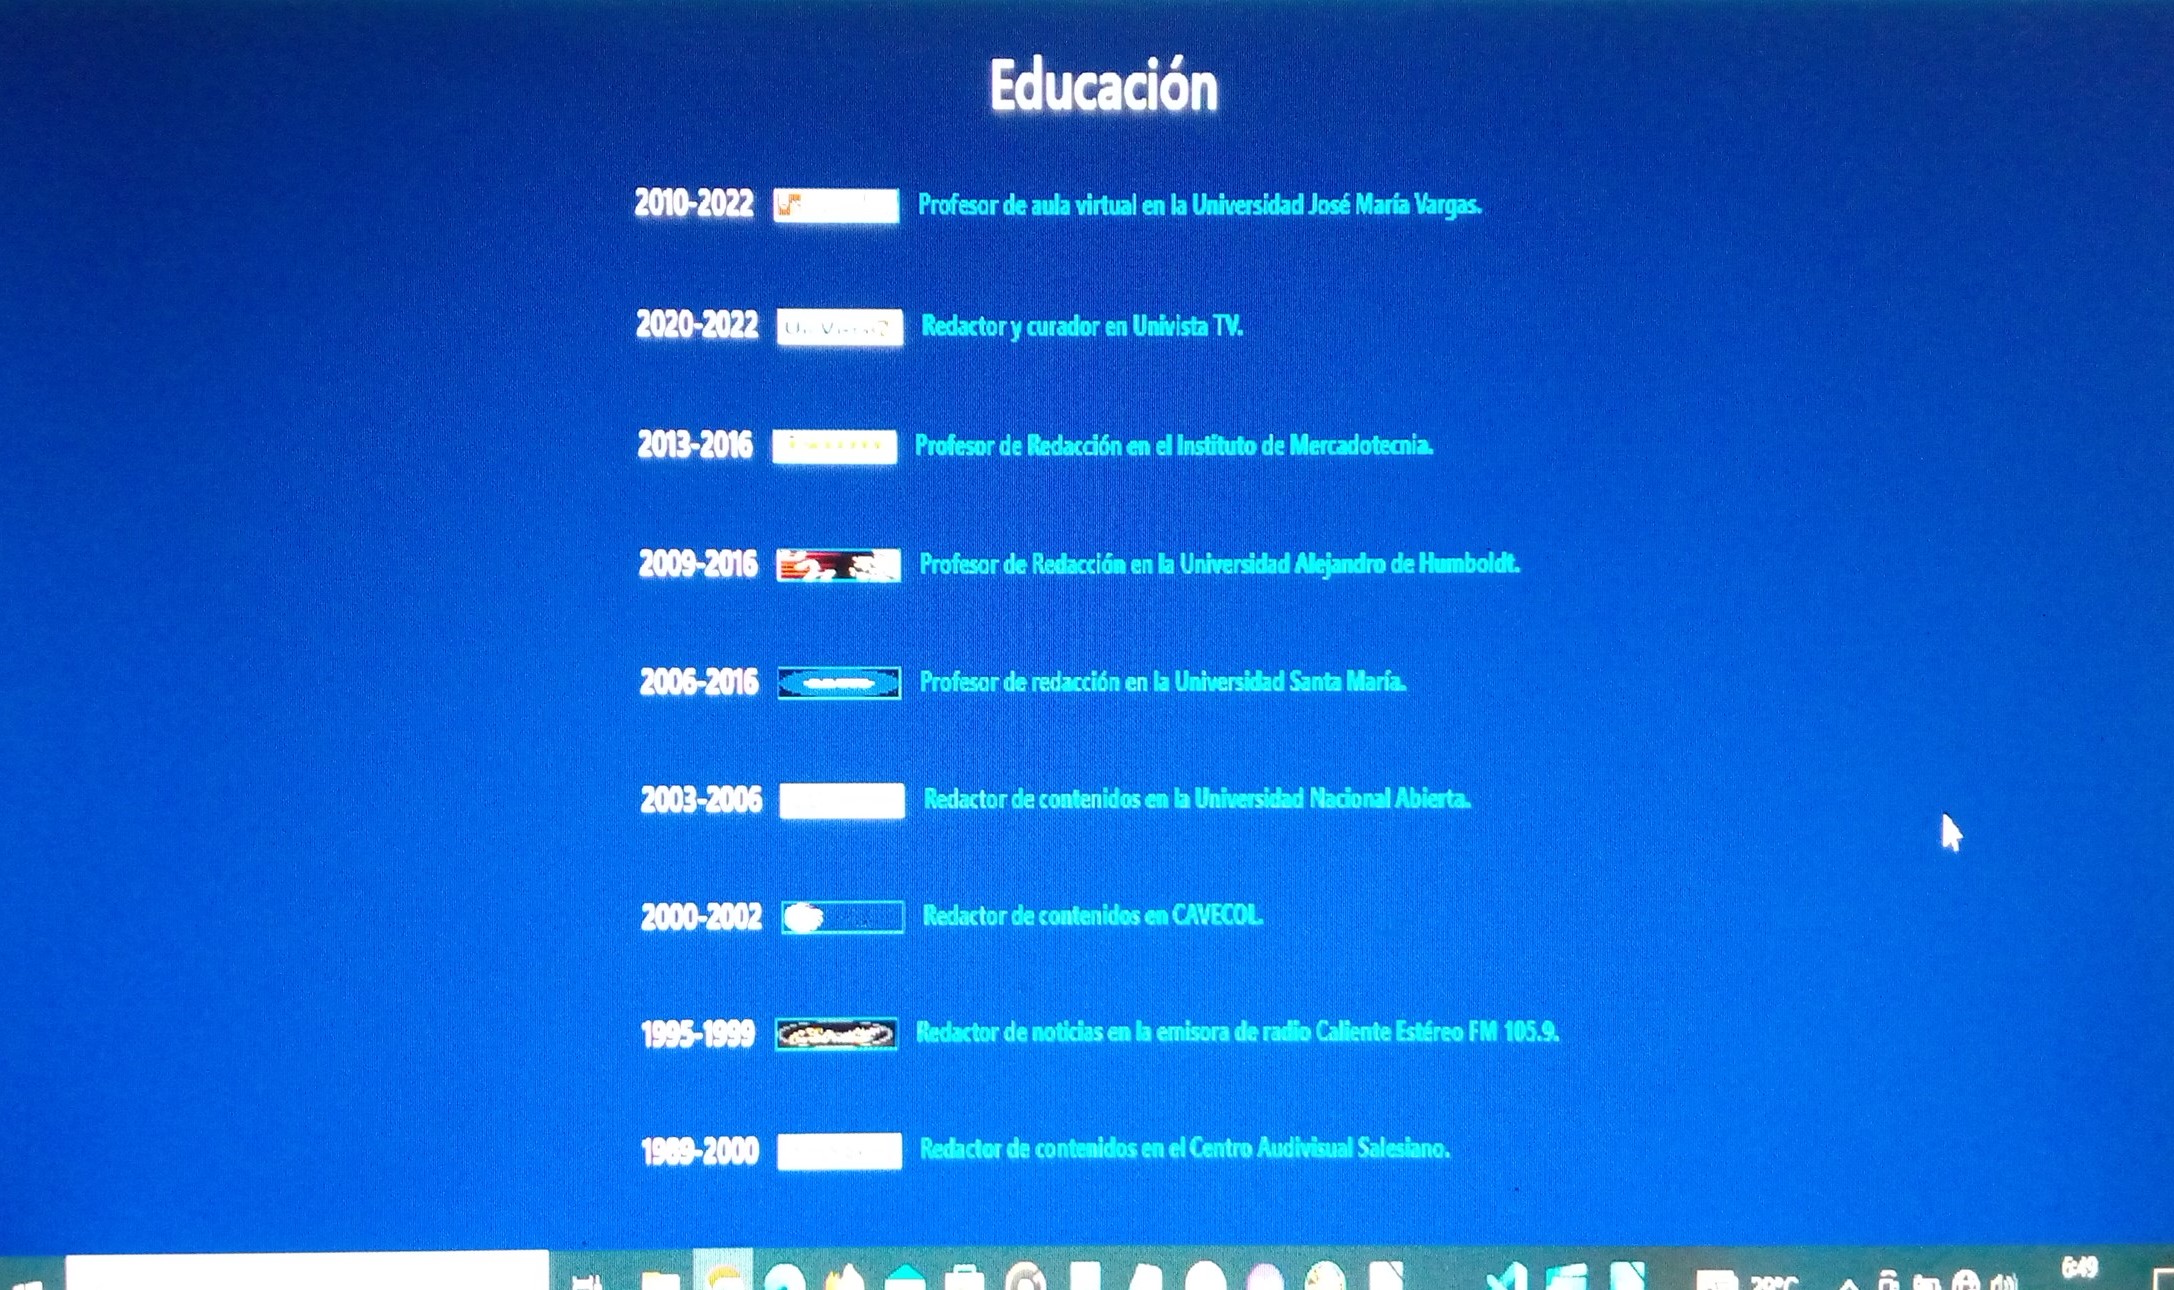 Educación
2010-2022 Profesor de aula virtual en la Universidad José María Vargas.
2020-2022 Redactor y curador en Univista TV.
2013-2016 Profesor de Redacción en el Instituto de Mercadotecnia.
2009-2016 Profesor de Redacción en la Universidad Alejandro de Humboldt.
2006-2016 Profesor de redacción en la Universidad Santa María.
2003-2006 Redactor de contenidos en la Universidad Nacional Abierta.
2000-2002 Redactor de contenidos en CAVECOL.
1995-1999 Redactor de noticias en la emisora de radio Caliente Estéreo FM 105.9.
1989-2000 Redactor de contenidos en el Centro Audivisual Salesiano.
6:49